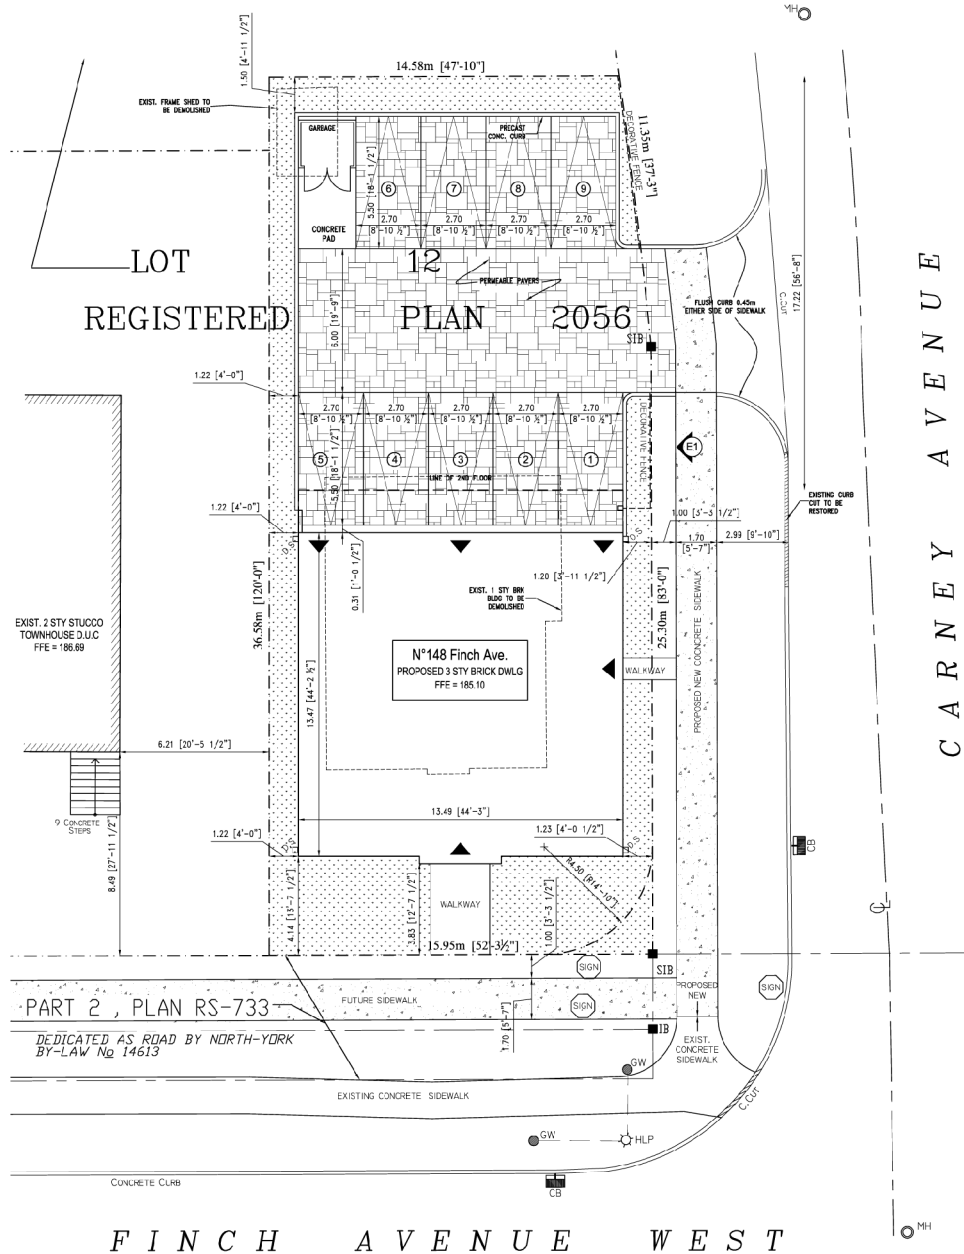 MH
1.50 [4'-11 1/2"]
14.58m [47'-10"]
EXIST. FRAME SHED TO
BE DEMOLISHED
GARBAGE
PRECAST
CONC. CURB
11.35m [37'-3"]
DECORATIVE FENCE
5.50 [18'-1 1/2"]
6
7
8
9
2.70
[8'-10 ½"]
2.70
[8'-10 ½"]
2.70
[8'-10 ½"]
2.70
[8'-10 ½"]
CONCRETE
PAD
LOT
12
PERMEABLE PAVERS
REGISTERED
PLAN
2056
6.00 [19'-9"]
SIB
FLUSH CURB 0.45m
EITHER SIDE OF SIDEWALK
C.CUT
17.22 [56'-8"]
CARNEY AVENUE
1.22 [4'-0"]
2.70
[8'-10 ½"]
2.70
[8'-10 ½"]
2.70
[8'-10 ½"]
2.70
[8'-10 ½"]
2.70
[8'-10 ½"]
DECORATIVE FENCE
5
4
3
2
1
E1
5.50 [18'-1 1/2"]
LINE OF 2ND FLOOR
EXISTING CURB
CUT TO BE
RESTORED
1.22 [4'-0"]
1.00 [3'-3 1/2"]
D.S
D.S
1.70
[5'-7"]
2.99 [9'-10"]
0.31 [1'-0 1/2"]
1.20 [3'-11 1/2"]
EXIST. 1 STY BRK
BLDG TO BE
DEMOLISHED
36.58m [120'-0"]
25.30m [83'-0"]
EXIST. 2 STY STUCCO
TOWNHOUSE D.U.C
FFE = 186.69
N°148 Finch Ave.
PROPOSED 3 STY BRICK DWLG
FFE = 185.10
WALKWAY
PROPOSED NEW COONCRETE SIDEWALK
13.47 [44'-2 ½"]
6.21 [20'-5 1/2"]
13.49 [44'-3"]
9 CONCRETE
STEPS
1.22 [4'-0"]
D.S
1.23 [4'-0 1/2"]
D.S
CB
8.49 [27'-11 1/2"]
R4.50 [R14'-10"]
4.14 [13'-7 1/2"]
3.83 [12'-7 1/2"]
WALKWAY
1.00 [3'-3 1/2"]
CL
15.95m [52'-3½"]
SIGN
SIB
SIGN
PROPOSED
NEW
PART 2 , PLAN RS-733
FUTURE SIDEWALK
SIGN
1.70 [5'-7"]
IB
DEDICATED AS ROAD BY NORTH-YORK
BY-LAW No 14613
EXIST.
CONCRETE
SIDEWALK
GW
EXISTING CONCRETE SIDEWALK
C.CUT
GW
HLP
CONCRETE CURB
CB
MH
FINCH AVENUE WEST